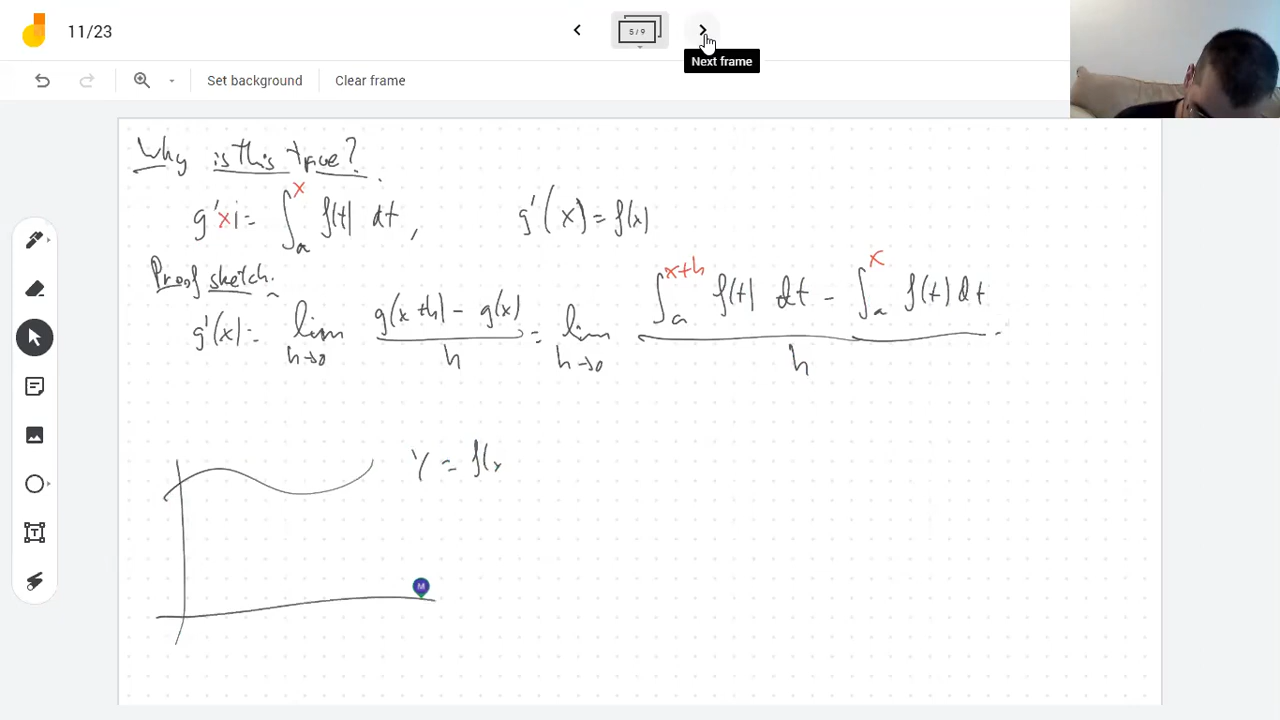 11/23
5 / 9
Next frame
Set background
Clear frame
Why is this true?
g'xi = ∫_a^x f(t) dt, g'(x) = f(x)
Proof sketch.
g'(x) = lim_{h→0} (g(x+h) - g(x))/h = lim_{h→0} (∫_a^{x+h} f(t) dt - ∫_a^x f(t) dt)/h
Y = f(x
M